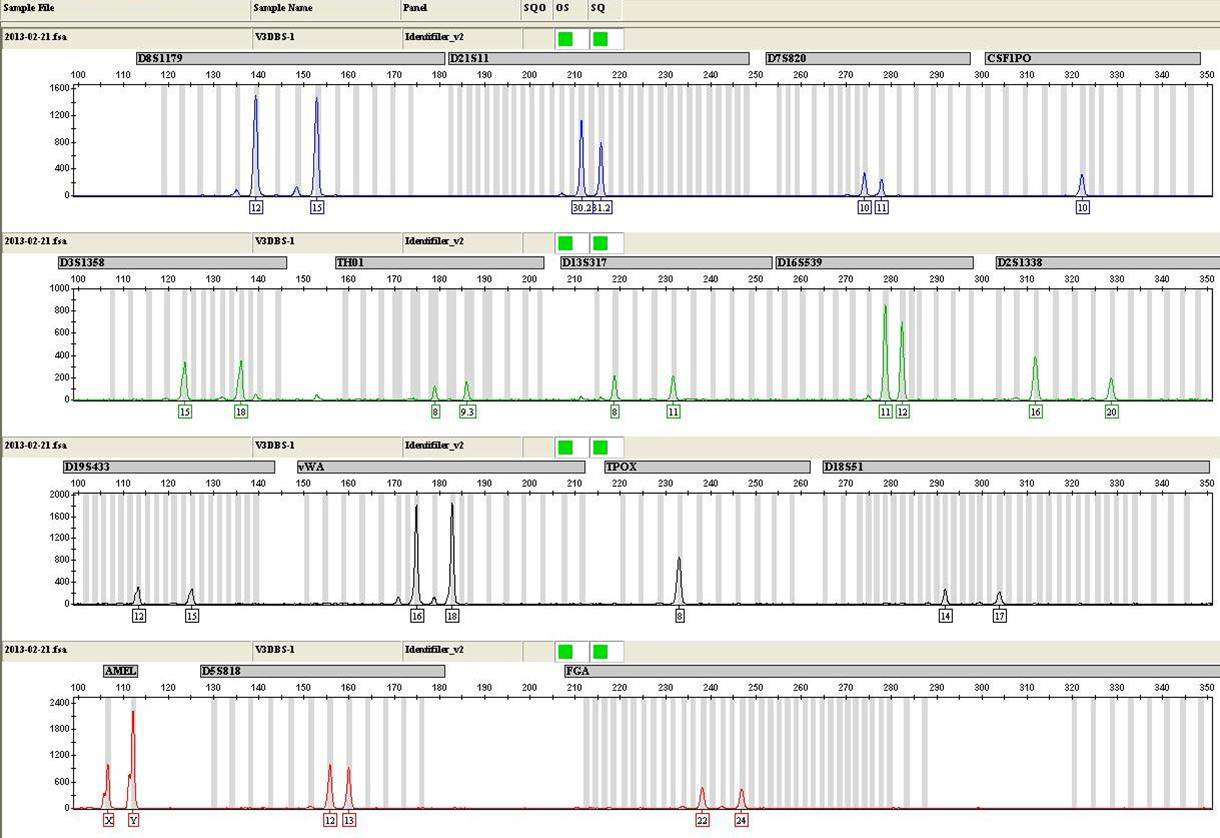 Sample File Sample Name Panel SQO OS SQ
2013-02-21.fsa V3DBS-1 Identifiler_v2
D8S1179 D21S11 D7S820 CSF1PO
100 110 120 130 140 150 160 170 180 190 200 210 220 230 240 250 260 270 280 290 300 310 320 330 340 350
1600
1200
800
400
0
12 15 30.2 31.2 10 11 10
2013-02-21.fsa V3DBS-1 Identifiler_v2
D3S1358 TH01 D13S317 D16S539 D2S1338
100 110 120 130 140 150 160 170 180 190 200 210 220 230 240 250 260 270 280 290 300 310 320 330 340 350
1000
800
600
400
200
0
15 18 8 9.3 8 11 11 12 16 20
2013-02-21.fsa V3DBS-1 Identifiler_v2
D19S433 vWA TPOX D18S51
100 110 120 130 140 150 160 170 180 190 200 210 220 230 240 250 260 270 280 290 300 310 320 330 340 350
2000
1600
1200
800
400
0
12 15 16 18 8 14 17
2013-02-21.fsa V3DBS-1 Identifiler_v2
AMEL D5S818 FGA
100 110 120 130 140 150 160 170 180 190 200 210 220 230 240 250 260 270 280 290 300 310 320 330 340 350
2400
1800
1200
600
0
X Y 12 13 22 24